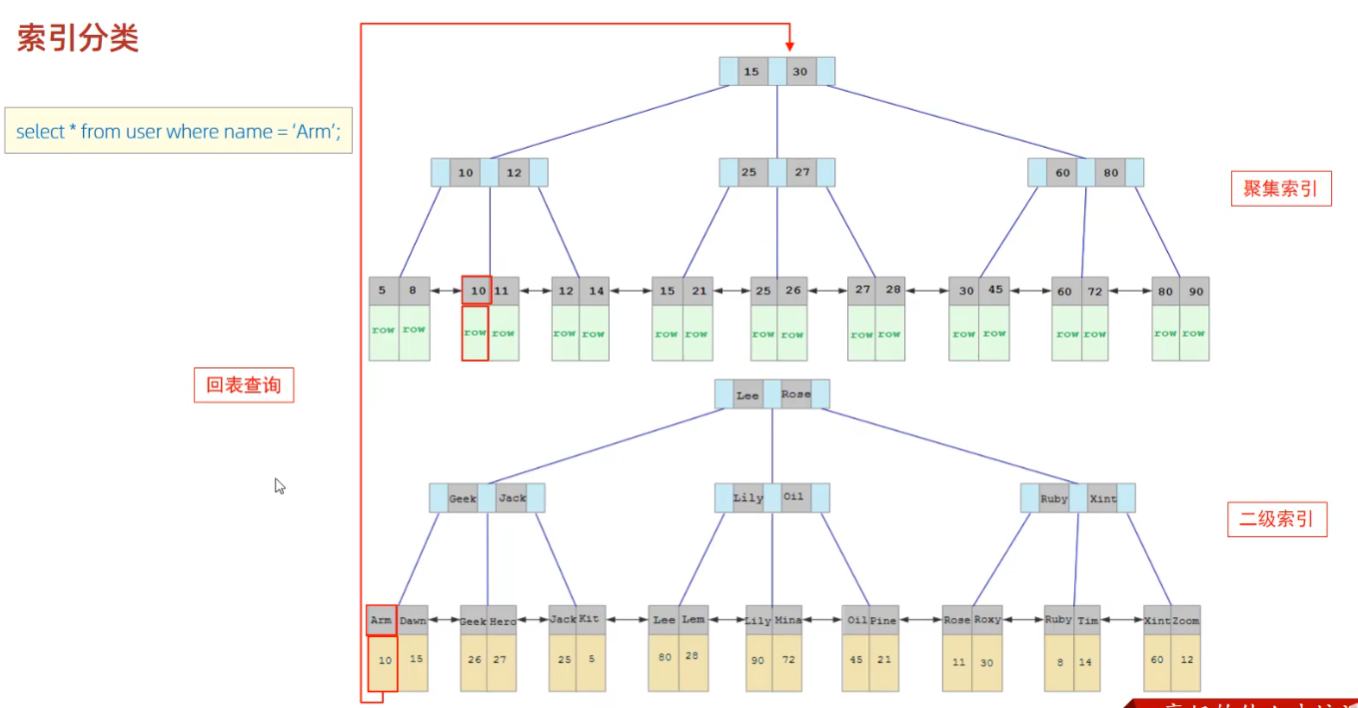 索引分类
select * from user where name = 'Arm';
15 30
10 12 25 27 60 80
聚集索引
5 8 10 11 12 14 15 21 25 26 27 28 30 45 60 72 80 90
row row row row row row row row row row row row row row row row row row
回表查询
Lee Rose
Geek Jack Lily Oil Ruby Xint
二级索引
Arm Dawn Geek Hero Jack Kit Lee Lem Lily Mina Oil Pine Rose Roxy Ruby Tim Xint Zoom
10 15 26 27 25 5 80 28 90 72 45 21 11 30 8 14 60 12